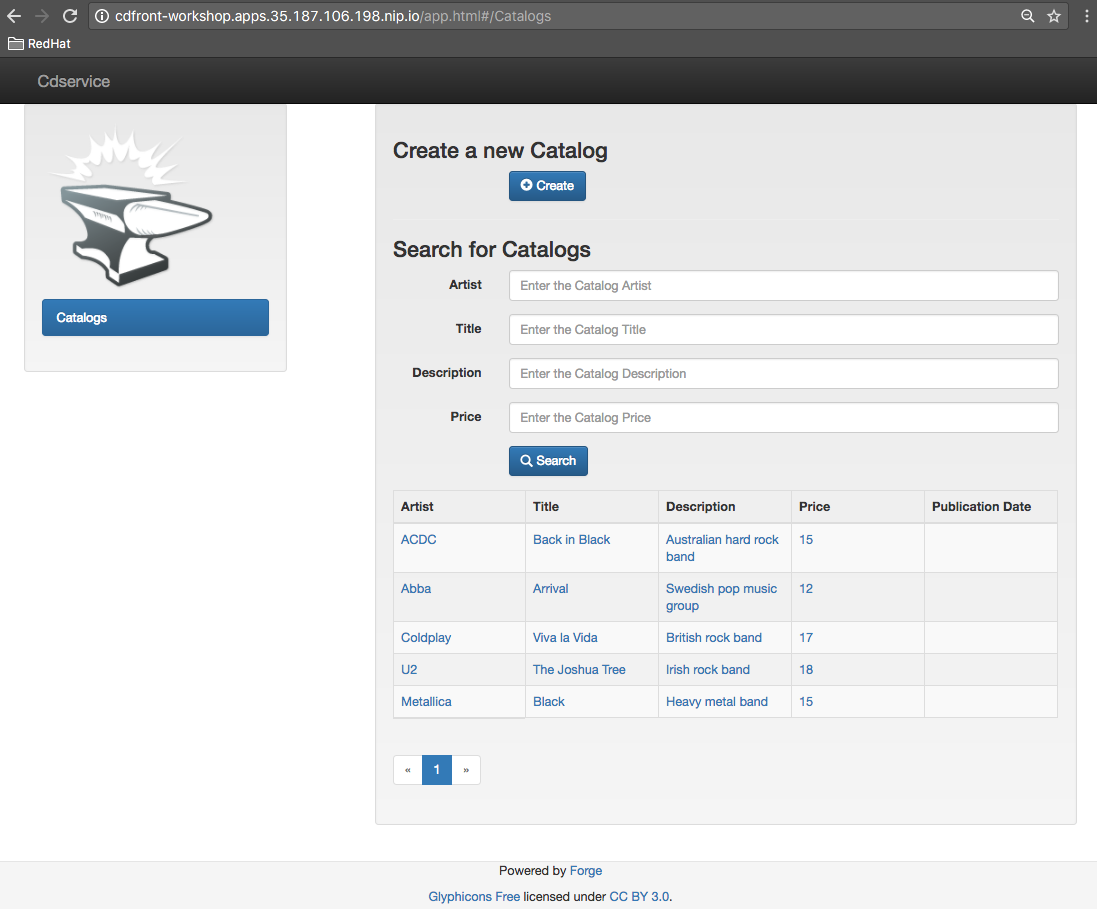 cdfront-workshop.apps.35.187.106.198.nip.io/app.html#/Catalogs
RedHat
Cdservice
Catalogs
Create a new Catalog
Create
Search for Catalogs
Artist Enter the Catalog Artist
Title Enter the Catalog Title
Description Enter the Catalog Description
Price Enter the Catalog Price
Search
Artist Title Description Price Publication Date
ACDC Back in Black Australian hard rock band 15
Abba Arrival Swedish pop music group 12
Coldplay Viva la Vida British rock band 17
U2 The Joshua Tree Irish rock band 18
Metallica Black Heavy metal band 15
« 1 »
Powered by Forge
Glyphicons Free licensed under CC BY 3.0.